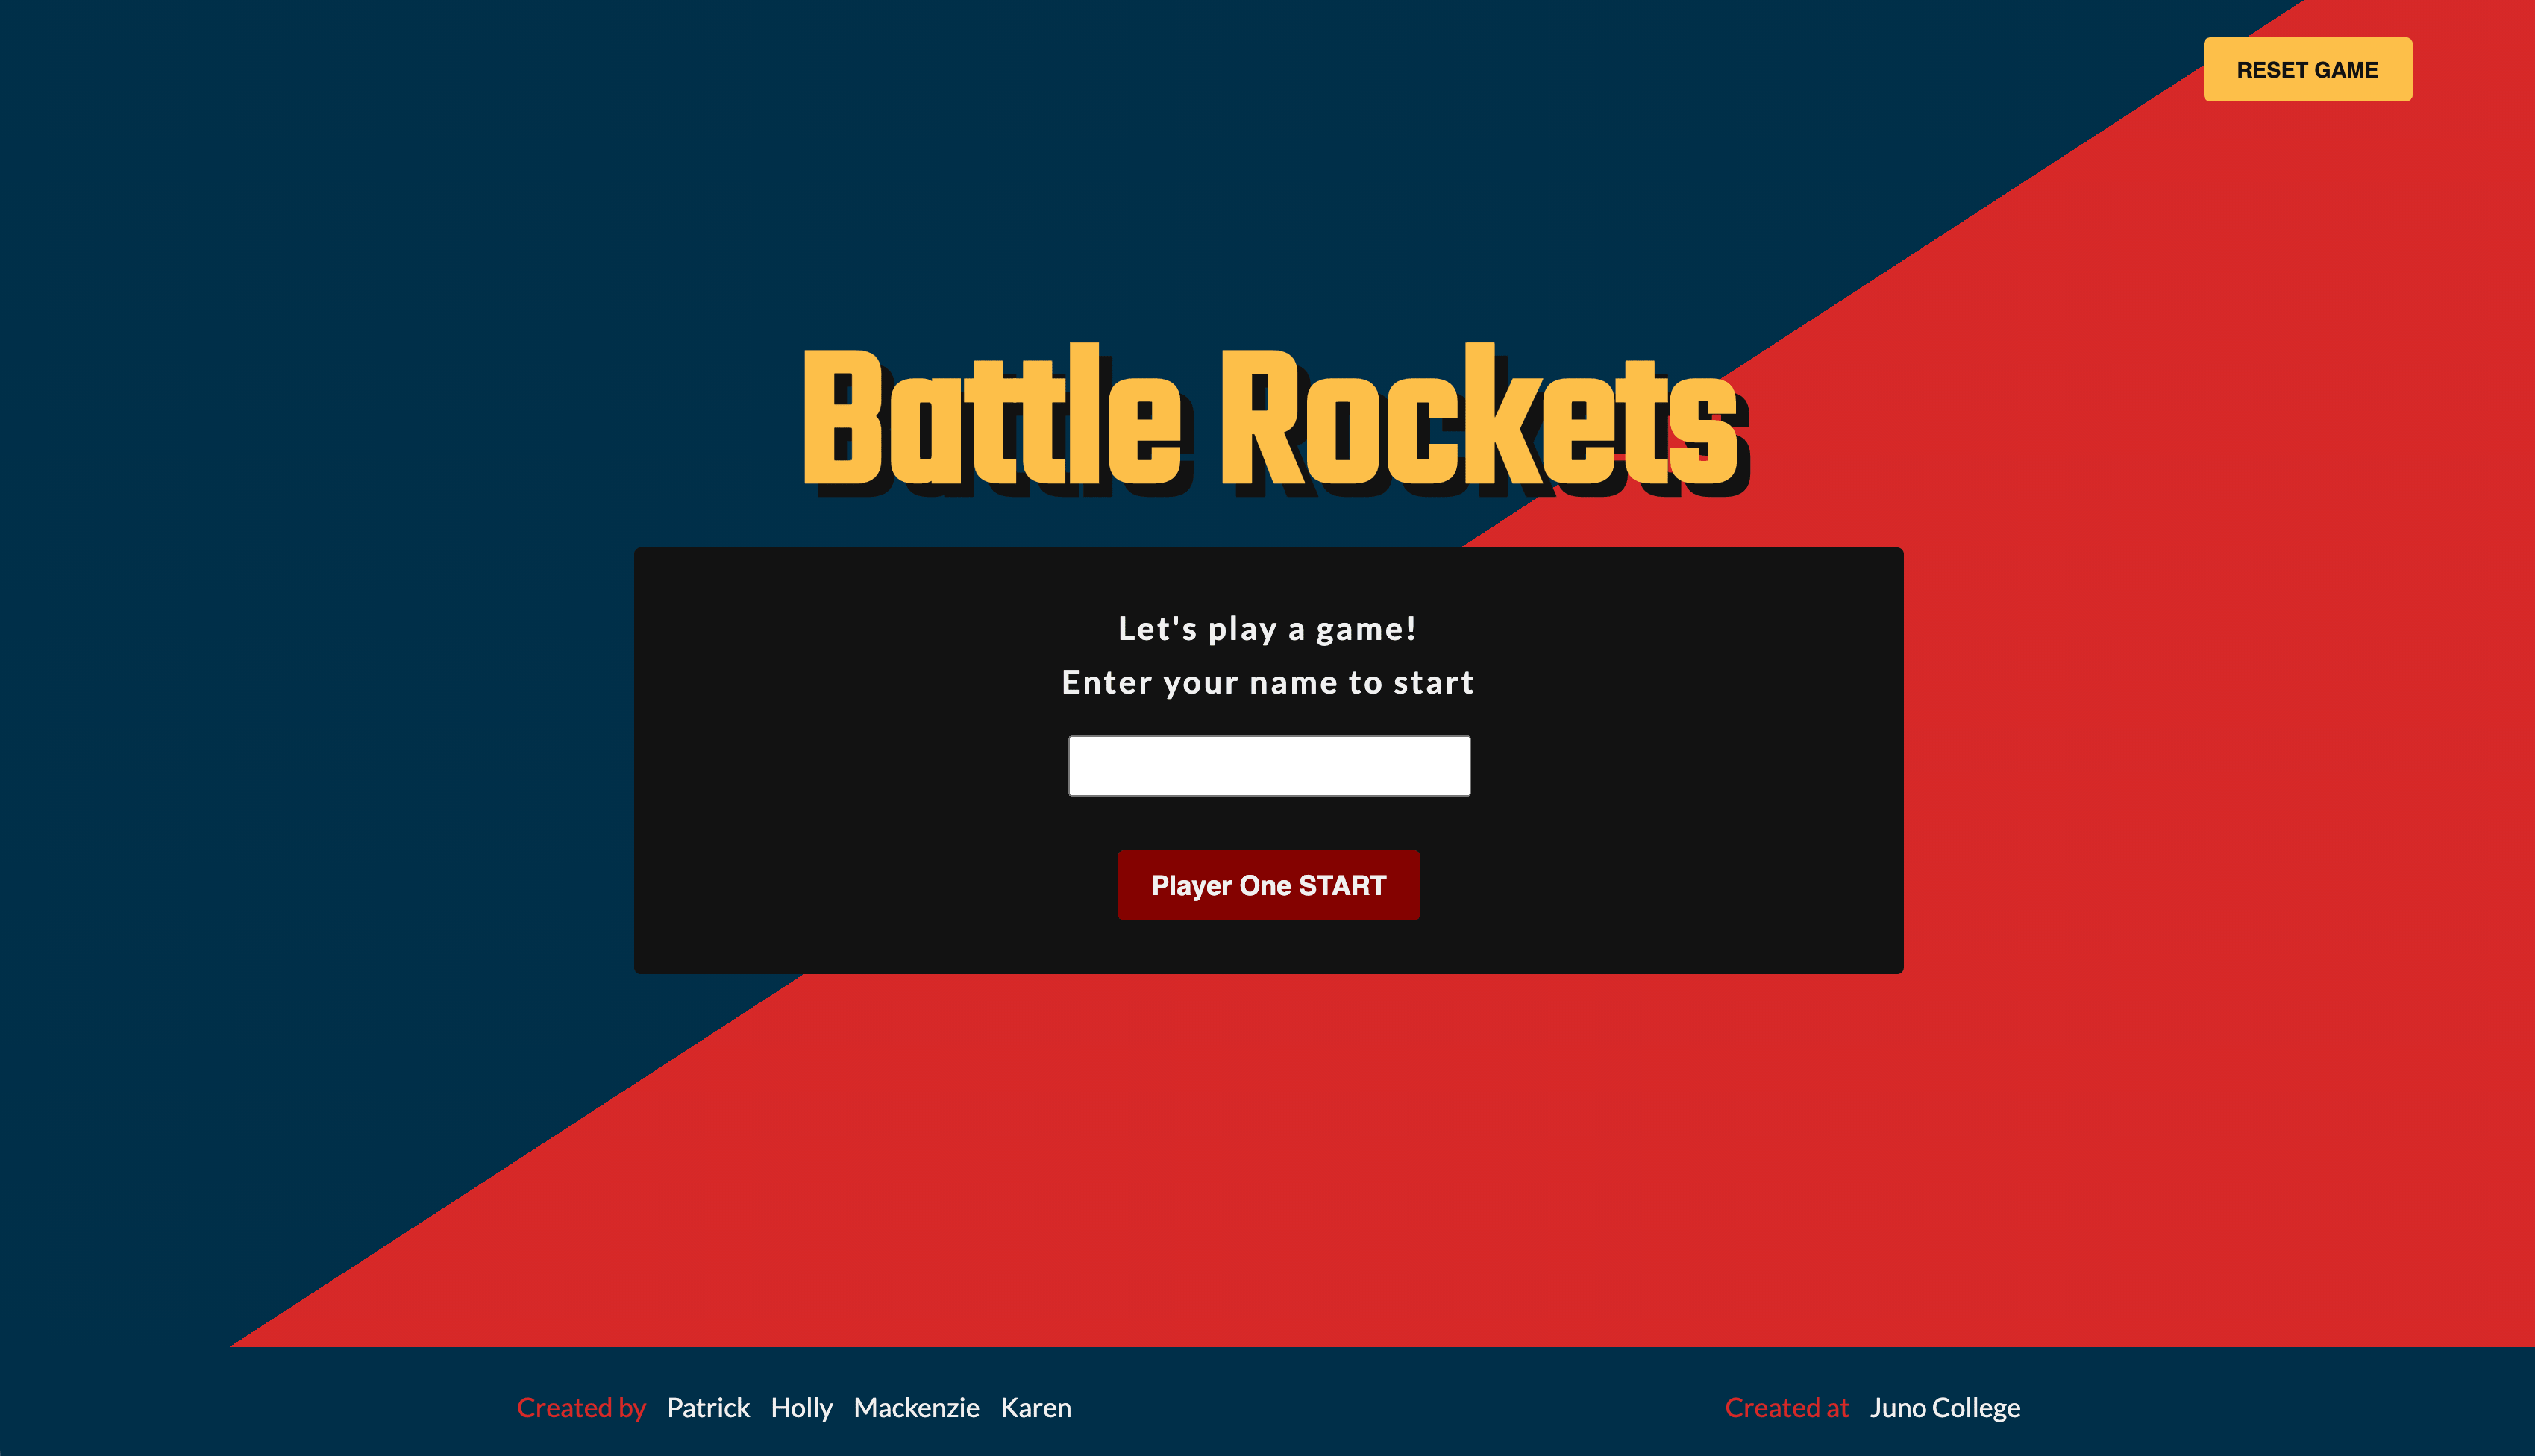 RESET GAME
Battle Rockets
Let's play a game!
Enter your name to start
Player One START
Created by Patrick Holly Mackenzie Karen
Created at Juno College